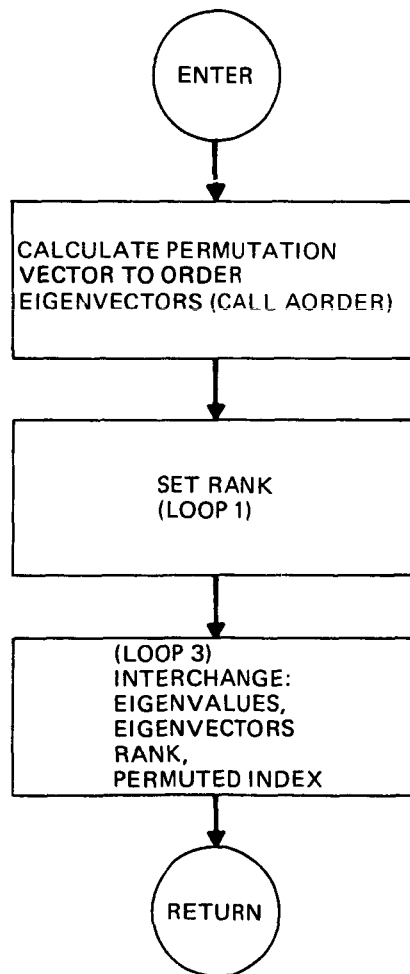 ENTER
CALCULATE PERMUTATION
VECTOR TO ORDER
EIGENVECTORS (CALL AORDER)
SET RANK
(LOOP 1)
(LOOP 3)
INTERCHANGE:
EIGENVALUES,
EIGENVECTORS
RANK,
PERMUTED INDEX
RETURN